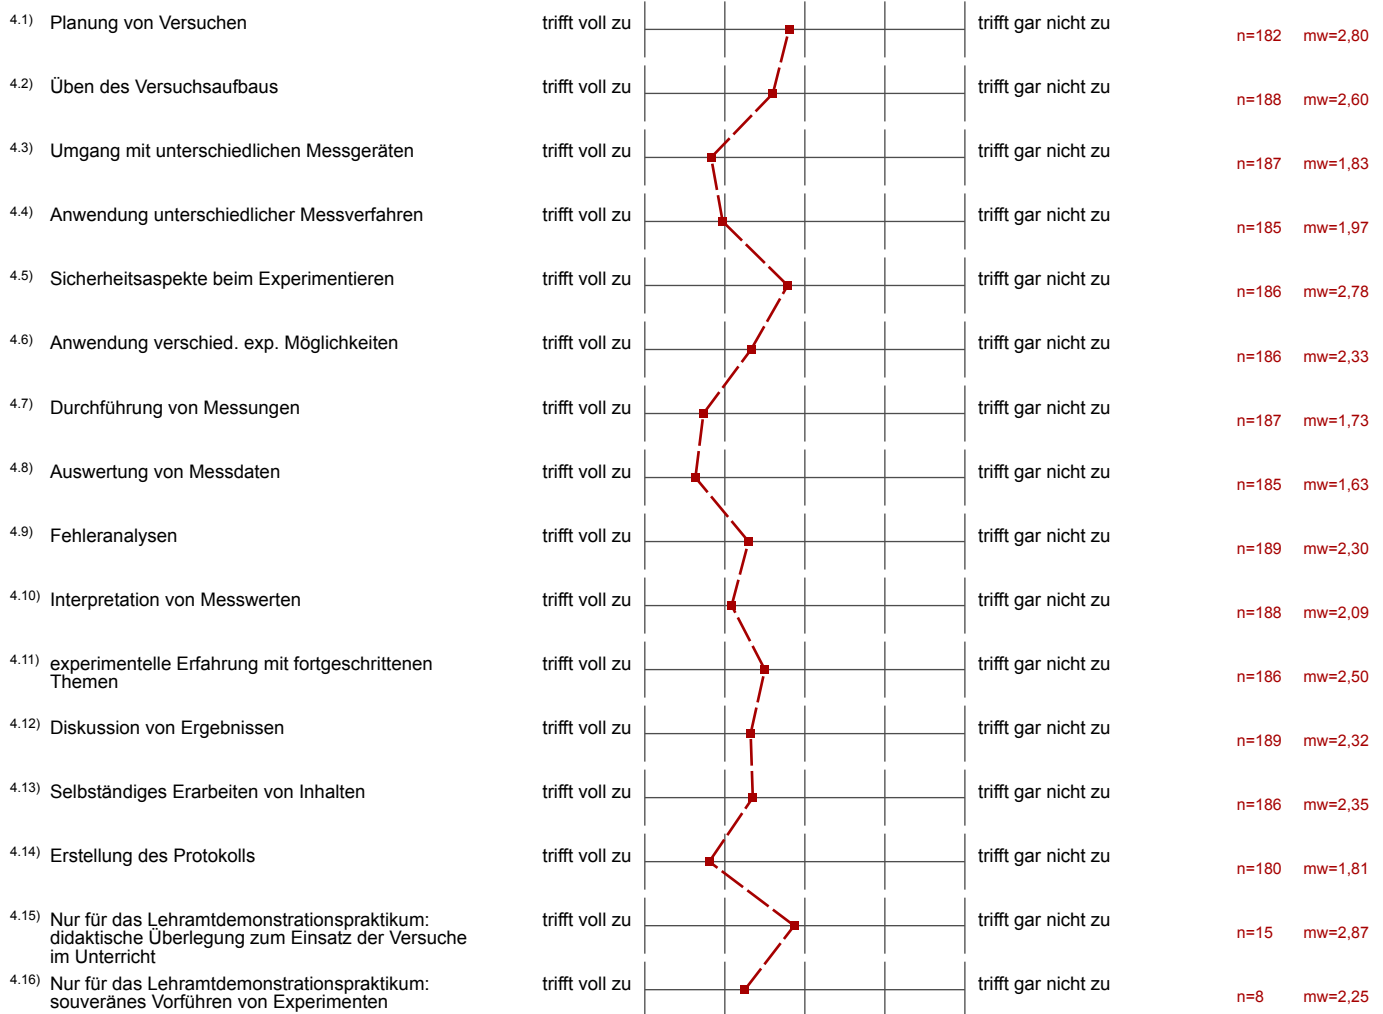 4.1) Planung von Versuchen trifft voll zu trifft gar nicht zu n=182 mw=2,80
4.2) Üben des Versuchsaufbaus trifft voll zu trifft gar nicht zu n=188 mw=2,60
4.3) Umgang mit unterschiedlichen Messgeräten trifft voll zu trifft gar nicht zu n=187 mw=1,83
4.4) Anwendung unterschiedlicher Messverfahren trifft voll zu trifft gar nicht zu n=185 mw=1,97
4.5) Sicherheitsaspekte beim Experimentieren trifft voll zu trifft gar nicht zu n=186 mw=2,78
4.6) Anwendung verschied. exp. Möglichkeiten trifft voll zu trifft gar nicht zu n=186 mw=2,33
4.7) Durchführung von Messungen trifft voll zu trifft gar nicht zu n=187 mw=1,73
4.8) Auswertung von Messdaten trifft voll zu trifft gar nicht zu n=185 mw=1,63
4.9) Fehleranalysen trifft voll zu trifft gar nicht zu n=189 mw=2,30
4.10) Interpretation von Messwerten trifft voll zu trifft gar nicht zu n=188 mw=2,09
4.11) experimentelle Erfahrung mit fortgeschrittenen trifft voll zu trifft gar nicht zu n=186 mw=2,50
Themen
4.12) Diskussion von Ergebnissen trifft voll zu trifft gar nicht zu n=189 mw=2,32
4.13) Selbständiges Erarbeiten von Inhalten trifft voll zu trifft gar nicht zu n=186 mw=2,35
4.14) Erstellung des Protokolls trifft voll zu trifft gar nicht zu n=180 mw=1,81
4.15) Nur für das Lehramtdemonstrationspraktikum: trifft voll zu trifft gar nicht zu n=15 mw=2,87
didaktische Überlegung zum Einsatz der Versuche
im Unterricht
4.16) Nur für das Lehramtdemonstrationspraktikum: trifft voll zu trifft gar nicht zu n=8 mw=2,25
souveränes Vorführen von Experimenten